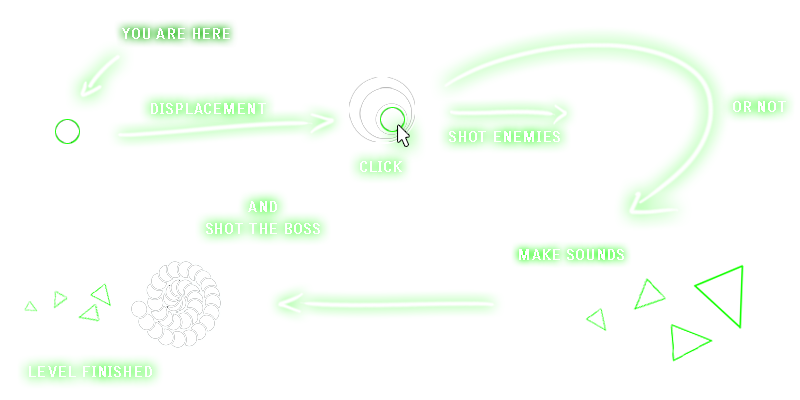 YOU ARE HERE
DISPLACEMENT
CLICK
SHOT ENEMIES
OR NOT
MAKE SOUNDS
AND
SHOT THE BOSS
LEVEL FINISHED